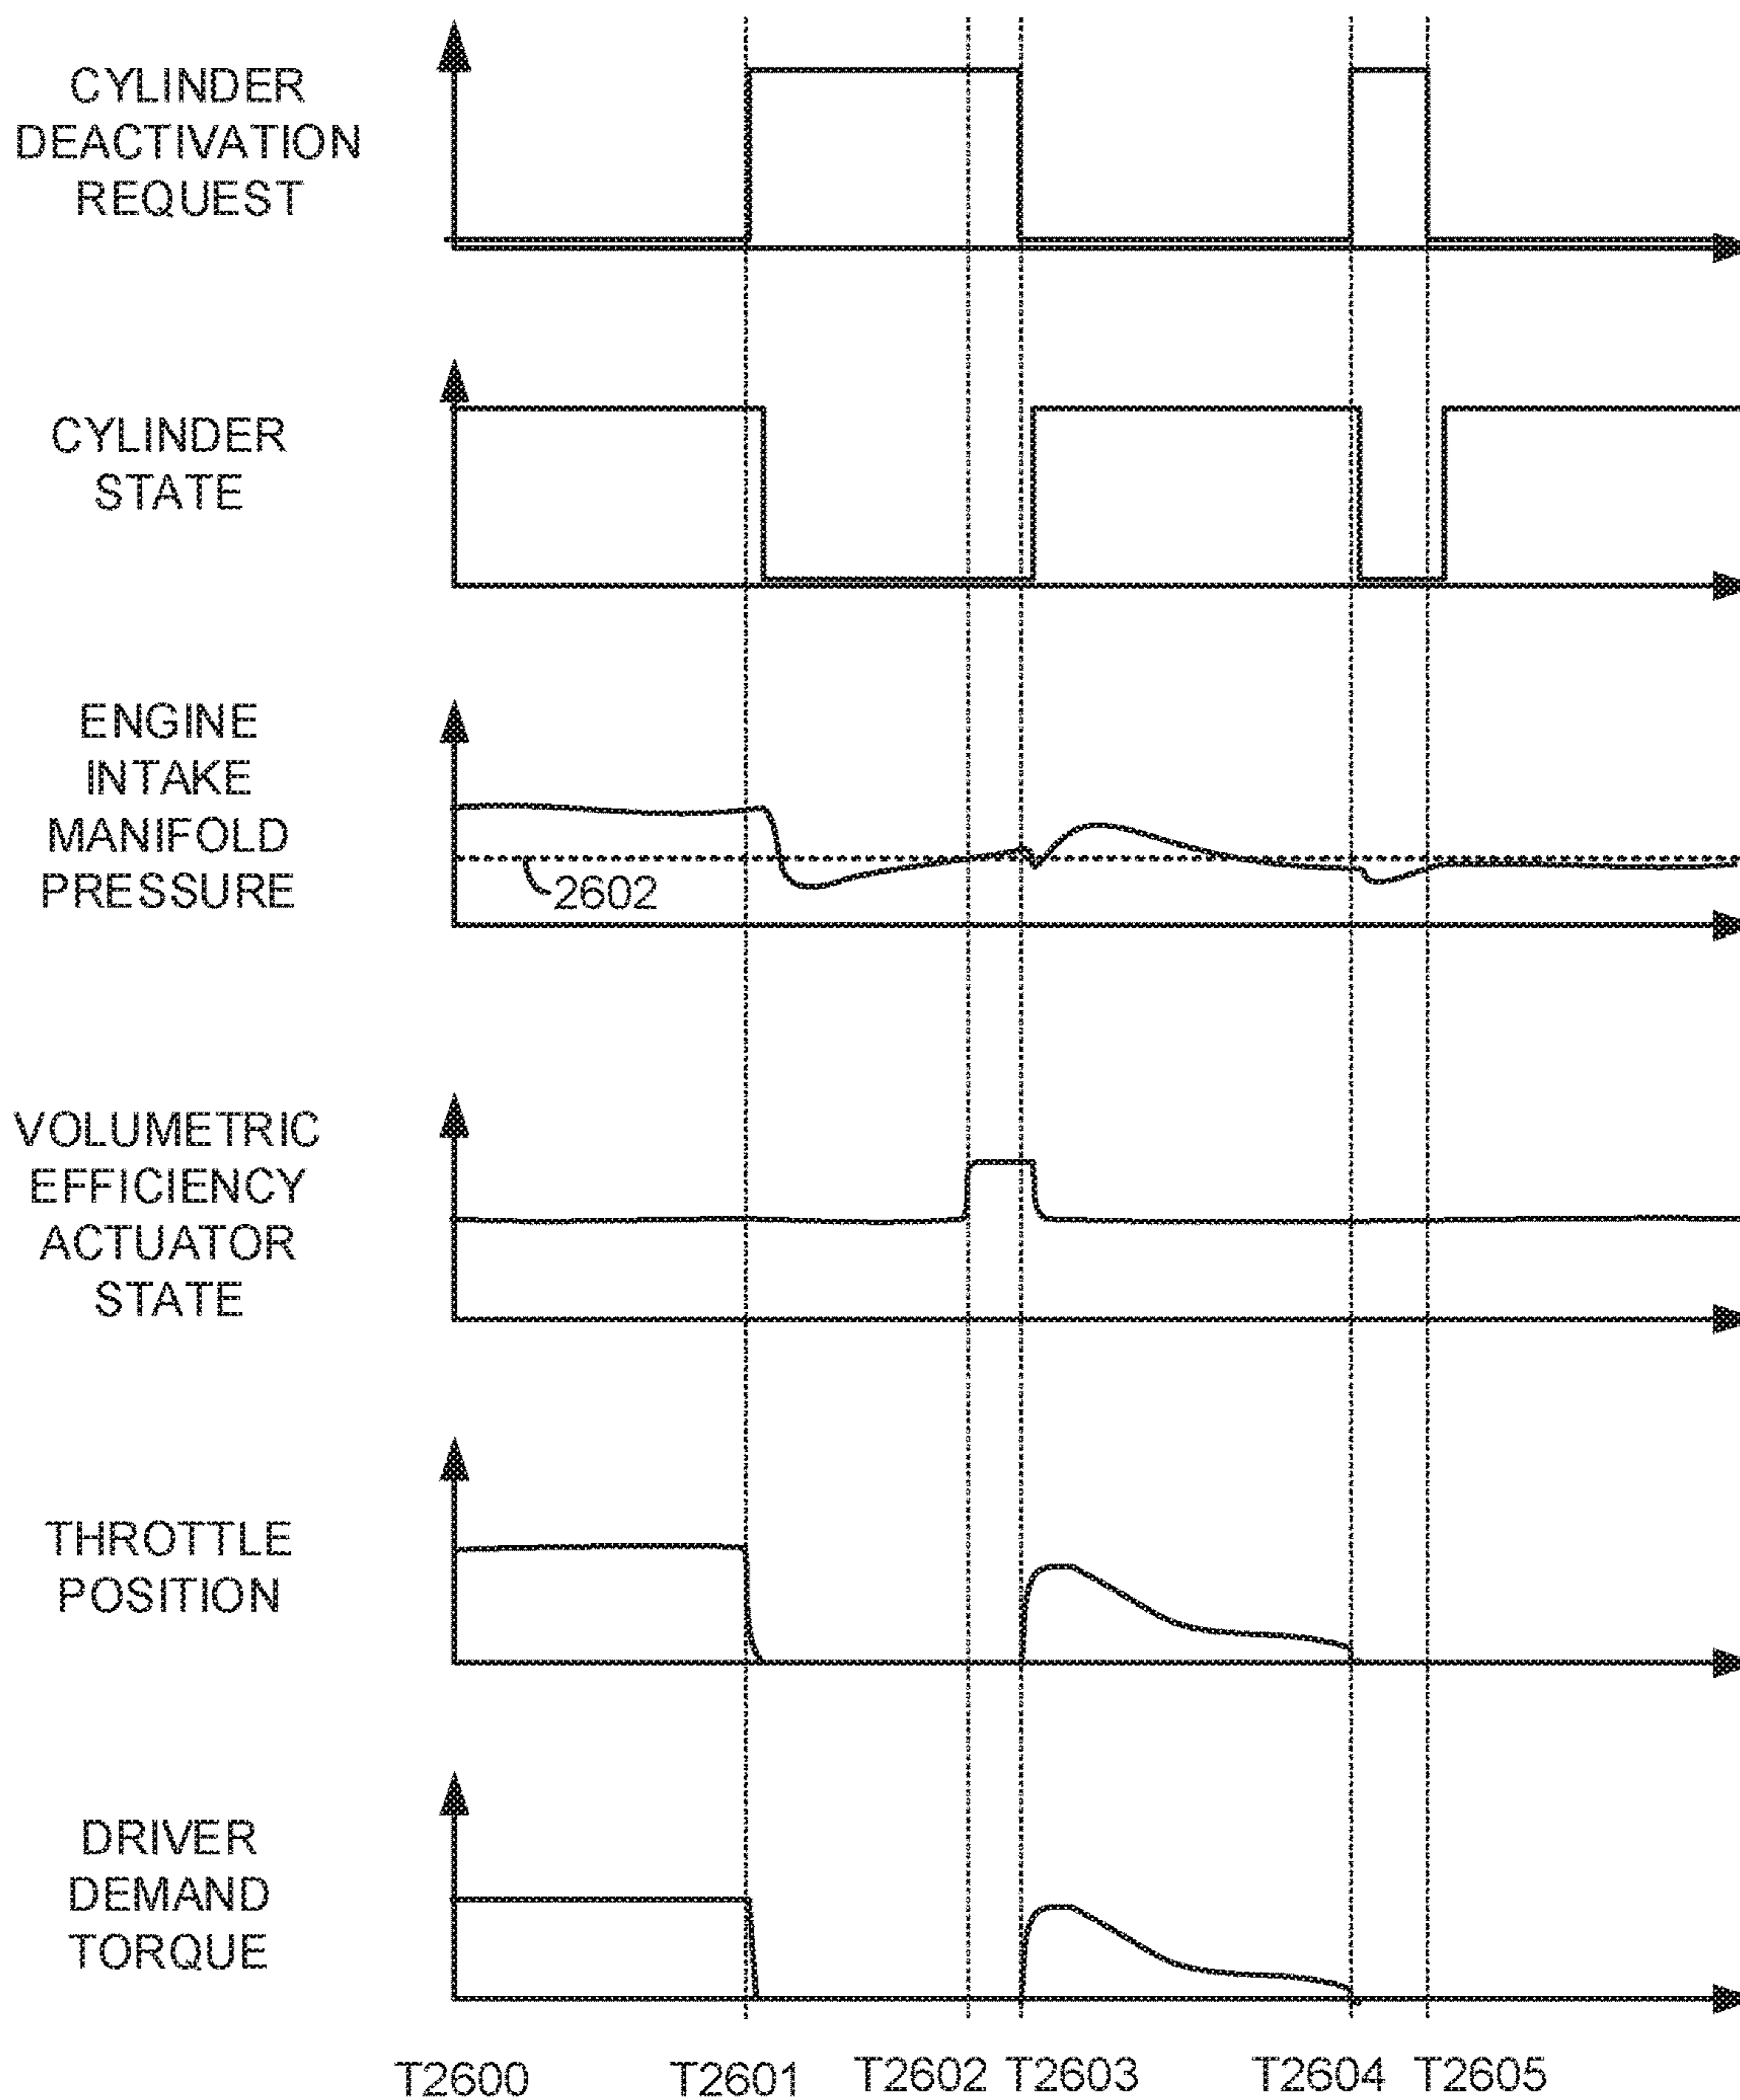 CYLINDER
DEACTIVATION
REQUEST
CYLINDER
STATE
ENGINE
INTAKE
MANIFOLD
PRESSURE
2602
VOLUMETRIC
EFFICIENCY
ACTUATOR
STATE
THROTTLE
POSITION
DRIVER
DEMAND
TORQUE
T2600 T2601 T2602 T2603 T2604 T2605